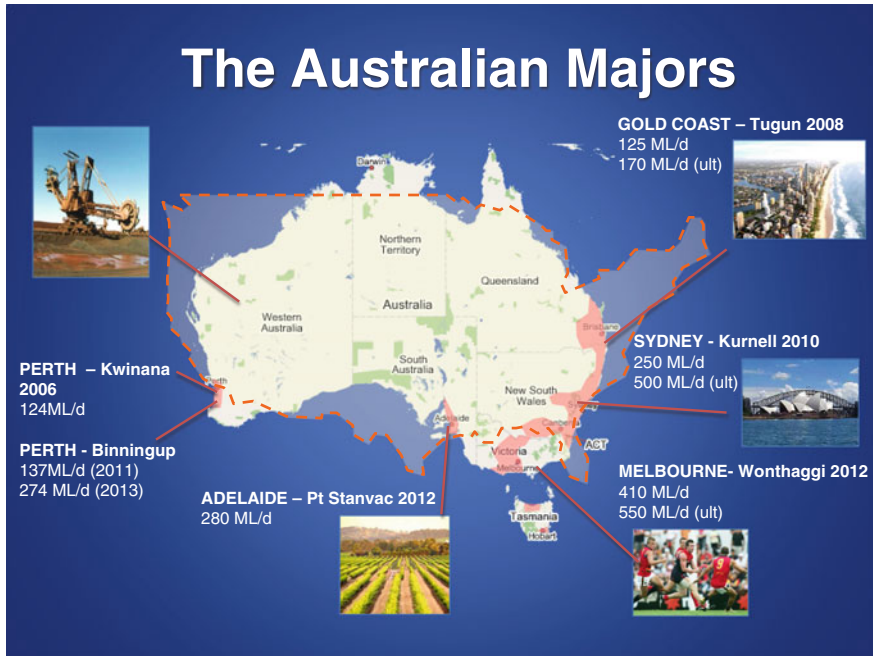 The Australian Majors
GOLD COAST – Tugun 2008
125 ML/d
170 ML/d (ult)
Darwin
Northern
Territory
Queensland
Australia
Western
Australia
Brisbane
South
Australia
SYDNEY - Kurnell 2010
250 ML/d
500 ML/d (ult)
PERTH – Kwinana
2006
124ML/d
Perth
New South
Wales
Sydney
Adelaide
Canberra
ACT
PERTH - Binningup
137ML/d (2011)
274 ML/d (2013)
Victoria
Melbourne
MELBOURNE- Wonthaggi 2012
410 ML/d
550 ML/d (ult)
ADELAIDE – Pt Stanvac 2012
280 ML/d
Tasmania
Hobart
9